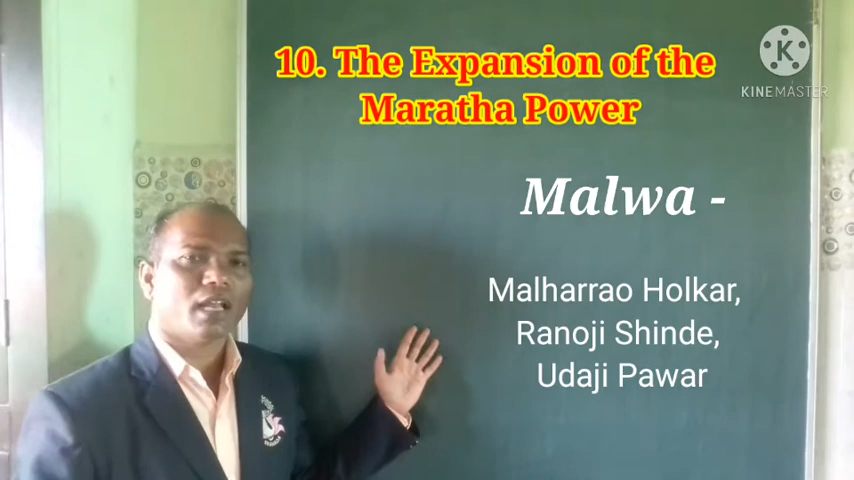 10. The Expansion of the
Maratha Power
KINEMASTER
Malwa -
Malharrao Holkar,
Ranoji Shinde,
Udaji Pawar